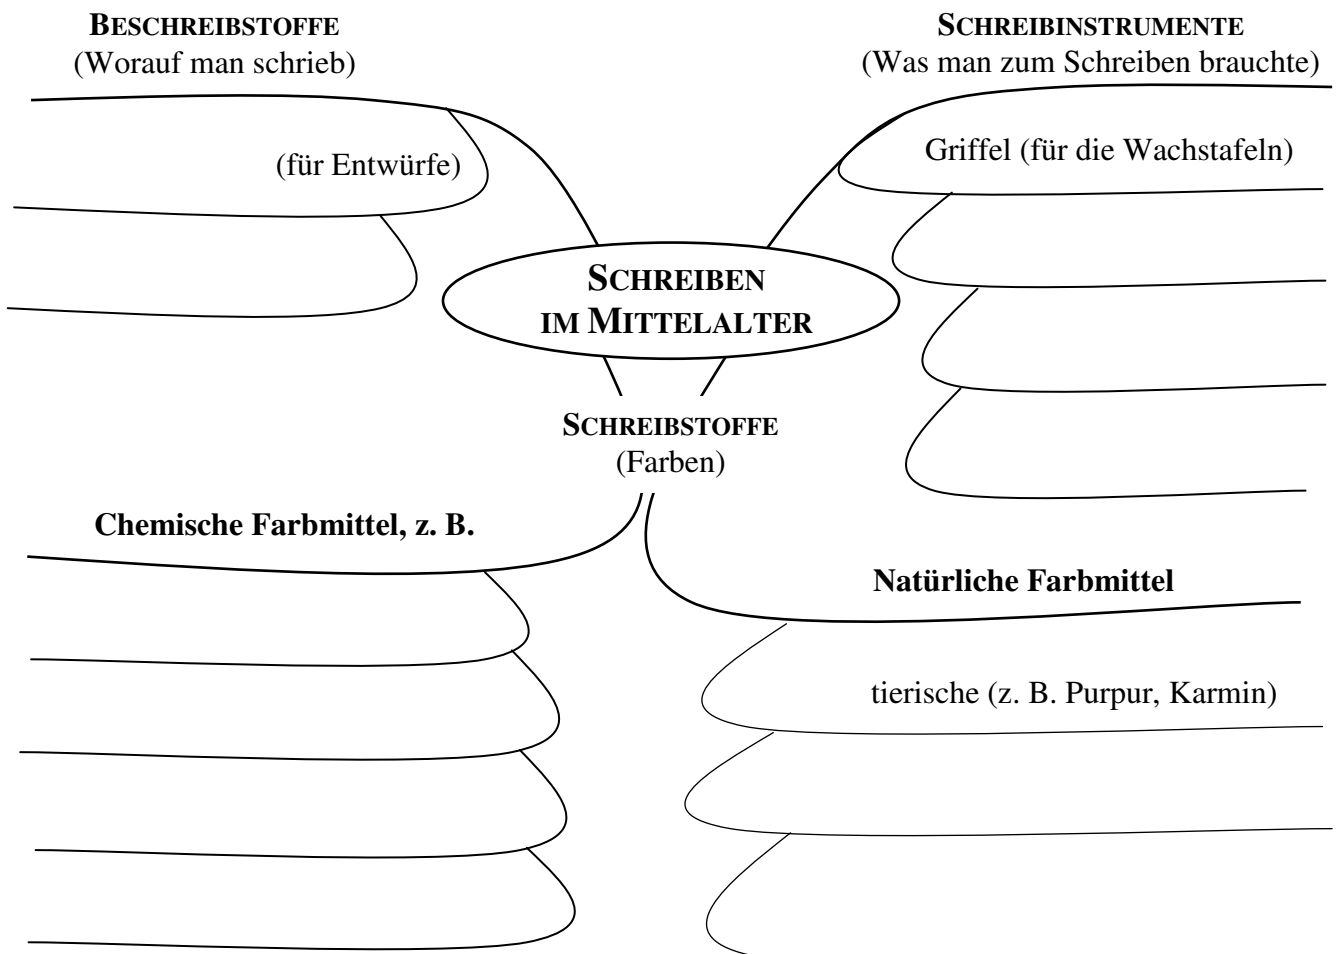 BESCHREIBSTOFFE
(Worauf man schrieb)
SCHREIBINSTRUMENTE
(Was man zum Schreiben brauchte)
(für Entwürfe)
Griffel (für die Wachstafeln)
SCHREIBEN
IM MITTELALTER
SCHREIBSTOFFE
(Farben)
Chemische Farbmittel, z. B.
Natürliche Farbmittel
tierische (z. B. Purpur, Karmin)